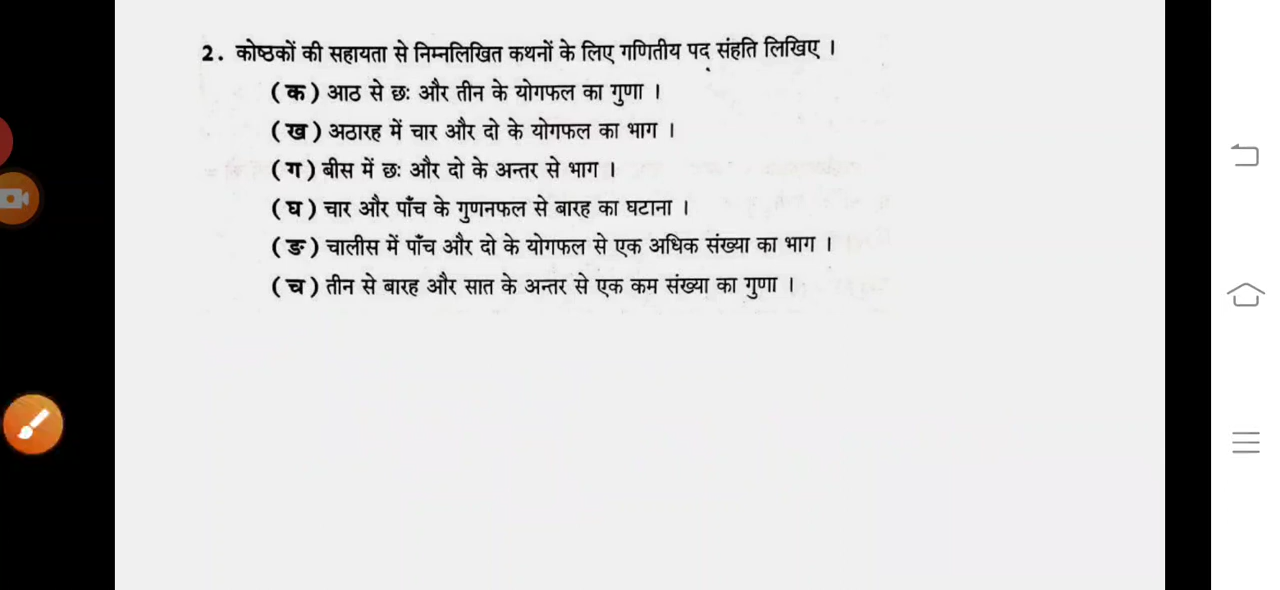 2. कोष्ठकों की सहायता से निम्नलिखित कथनों के लिए गणितीय पद संहति लिखिए ।
(क) आठ से छः और तीन के योगफल का गुणा ।
(ख) अठारह में चार और दो के योगफल का भाग ।
(ग) बीस में छः और दो के अन्तर से भाग ।
(घ) चार और पाँच के गुणनफल से बारह का घटाना ।
(ङ) चालीस में पाँच और दो के योगफल से एक अधिक संख्या का भाग ।
(च) तीन से बारह और सात के अन्तर से एक कम संख्या का गुणा ।